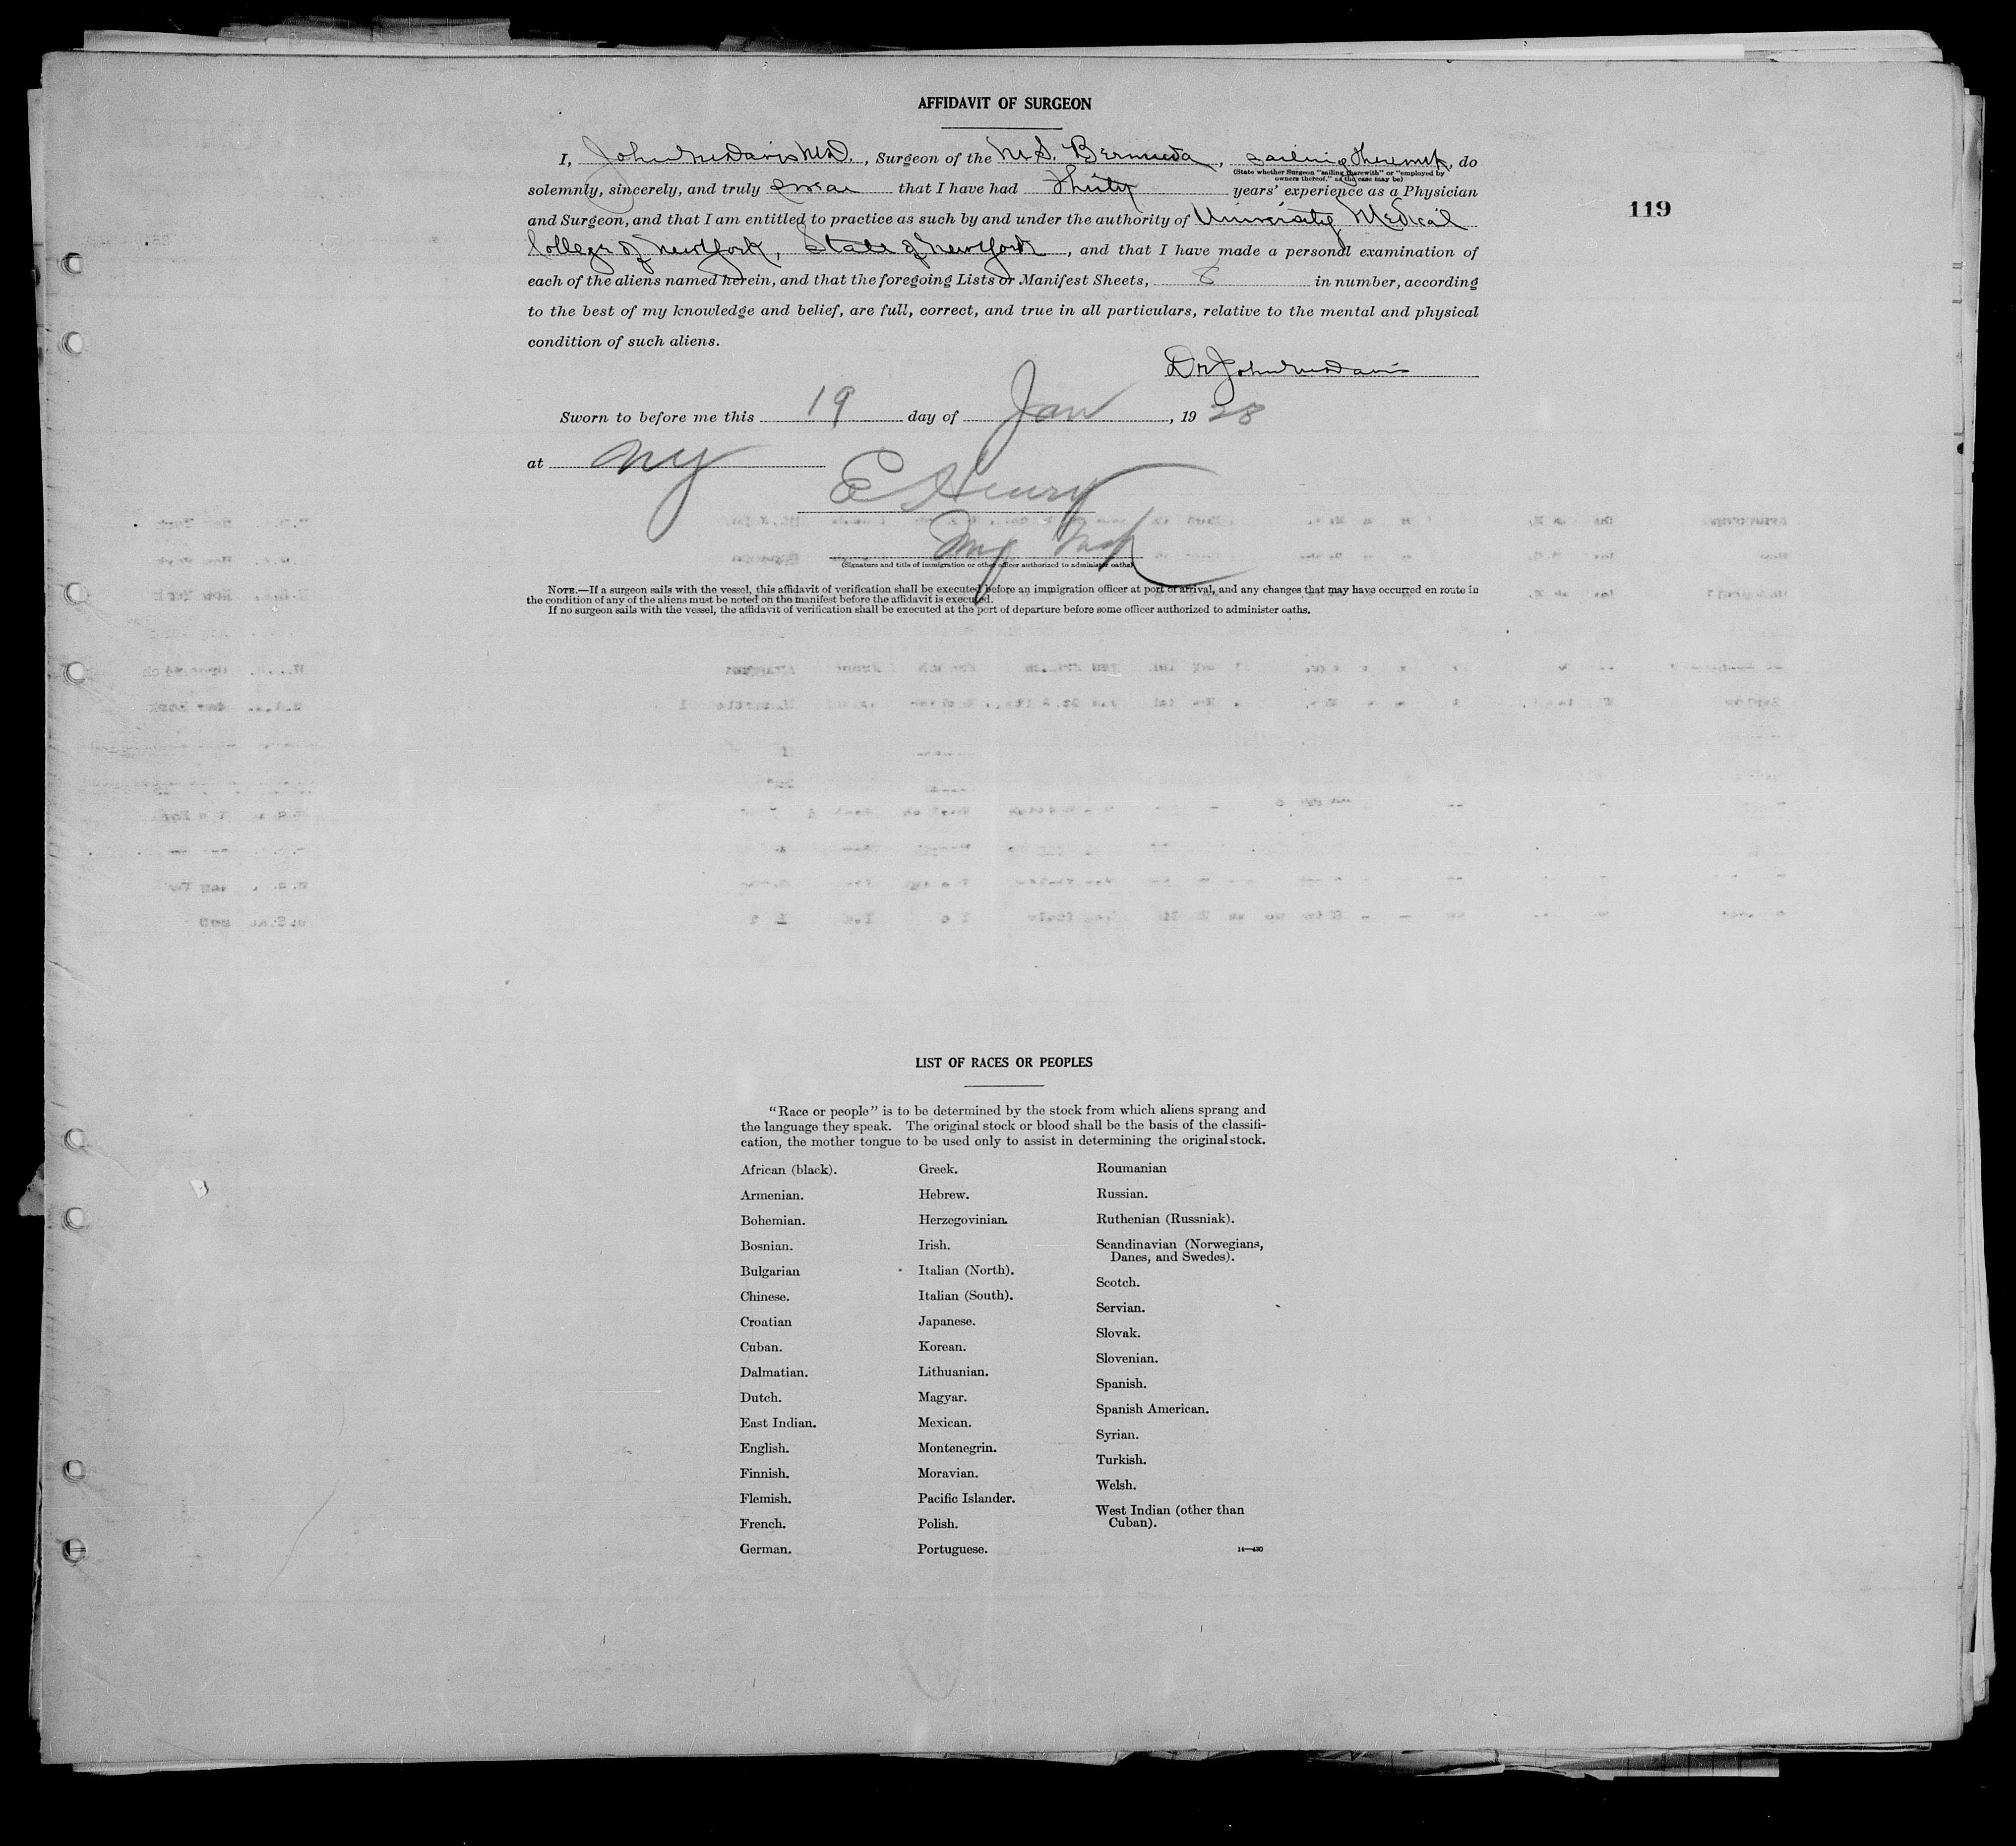 AFFIDAVIT OF SURGEON
I, John McDavis M.D., Surgeon of the M.S. Bermuda, sailing therewith, do
(State whether Surgeon "sailing therewith" or "employed by
owners thereof," as the case may be)
solemnly, sincerely, and truly swear that I have had thirty years' experience as a Physician
119
and Surgeon, and that I am entitled to practice as such by and under the authority of University Medical
College of New York, State of New York, and that I have made a personal examination of
each of the aliens named herein, and that the foregoing Lists or Manifest Sheets, 8 in number, according
to the best of my knowledge and belief, are full, correct, and true in all particulars, relative to the mental and physical
condition of such aliens.
Dr John McDavis
Sworn to before me this 19 day of Jan, 1928
at NY
E Henry
Insp
(Signature and title of immigration or other officer authorized to administer oaths)
NOTE.—If a surgeon sails with the vessel, this affidavit of verification shall be executed before an immigration officer at port of arrival, and any changes that may have occurred en route in
the condition of any of the aliens must be noted on the manifest before the affidavit is executed.
If no surgeon sails with the vessel, the affidavit of verification shall be executed at the port of departure before some officer authorized to administer oaths.
LIST OF RACES OR PEOPLES
"Race or people" is to be determined by the stock from which aliens sprang and
the language they speak. The original stock or blood shall be the basis of the classifi-
cation, the mother tongue to be used only to assist in determining the original stock.
African (black).
Armenian.
Bohemian.
Bosnian.
Bulgarian
Chinese.
Croatian
Cuban.
Dalmatian.
Dutch.
East Indian.
English.
Finnish.
Flemish.
French.
German.
Greek.
Hebrew.
Herzegovinian.
Irish.
Italian (North).
Italian (South).
Japanese.
Korean.
Lithuanian.
Magyar.
Mexican.
Montenegrin.
Moravian.
Pacific Islander.
Polish.
Portuguese.
Roumanian
Russian.
Ruthenian (Russniak).
Scandinavian (Norwegians,
Danes, and Swedes).
Scotch.
Servian.
Slovak.
Slovenian.
Spanish.
Spanish American.
Syrian.
Turkish.
Welsh.
West Indian (other than
Cuban).
14—430